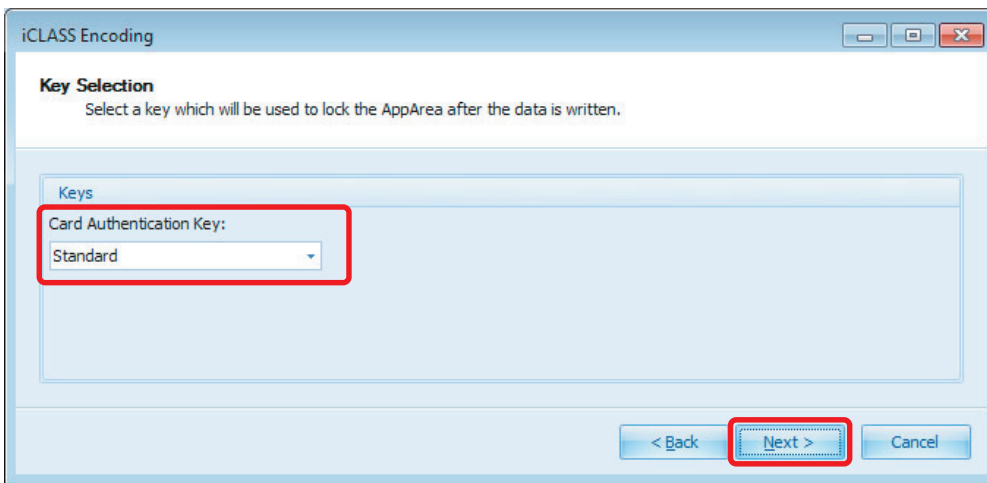 iCLASS Encoding
Key Selection
Select a key which will be used to lock the AppArea after the data is written.
Keys
Card Authentication Key:
Standard
< Back Next > Cancel